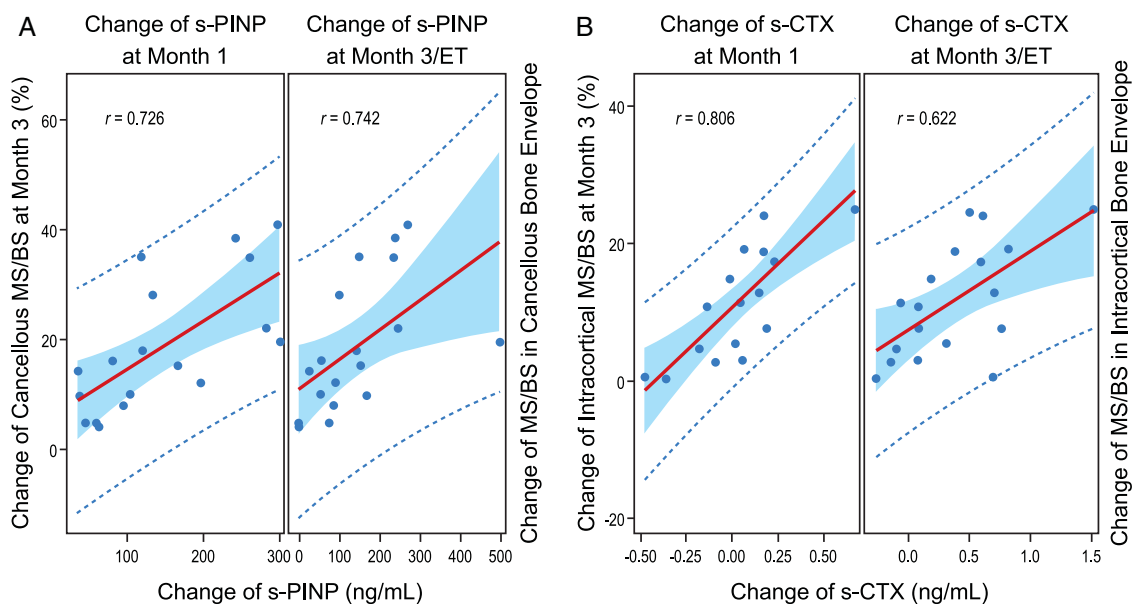 A
Change of s-PINP
at Month 1
Change of s-PINP
at Month 3/ET
Change of Cancellous MS/BS at Month 3 (%)
60
40
20
0
r = 0.726
r = 0.742
Change of MS/BS in Cancellous Bone Envelope
100
200
300
0
100
200
300
400
500
Change of s-PINP (ng/mL)
B
Change of s-CTX
at Month 1
Change of s-CTX
at Month 3/ET
Change of Intracortical MS/BS at Month 3 (%)
40
20
0
-20
r = 0.806
r = 0.622
Change of MS/BS in Intracortical Bone Envelope
-0.50
-0.25
0.00
0.25
0.50
0.0
0.5
1.0
1.5
Change of s-CTX (ng/mL)